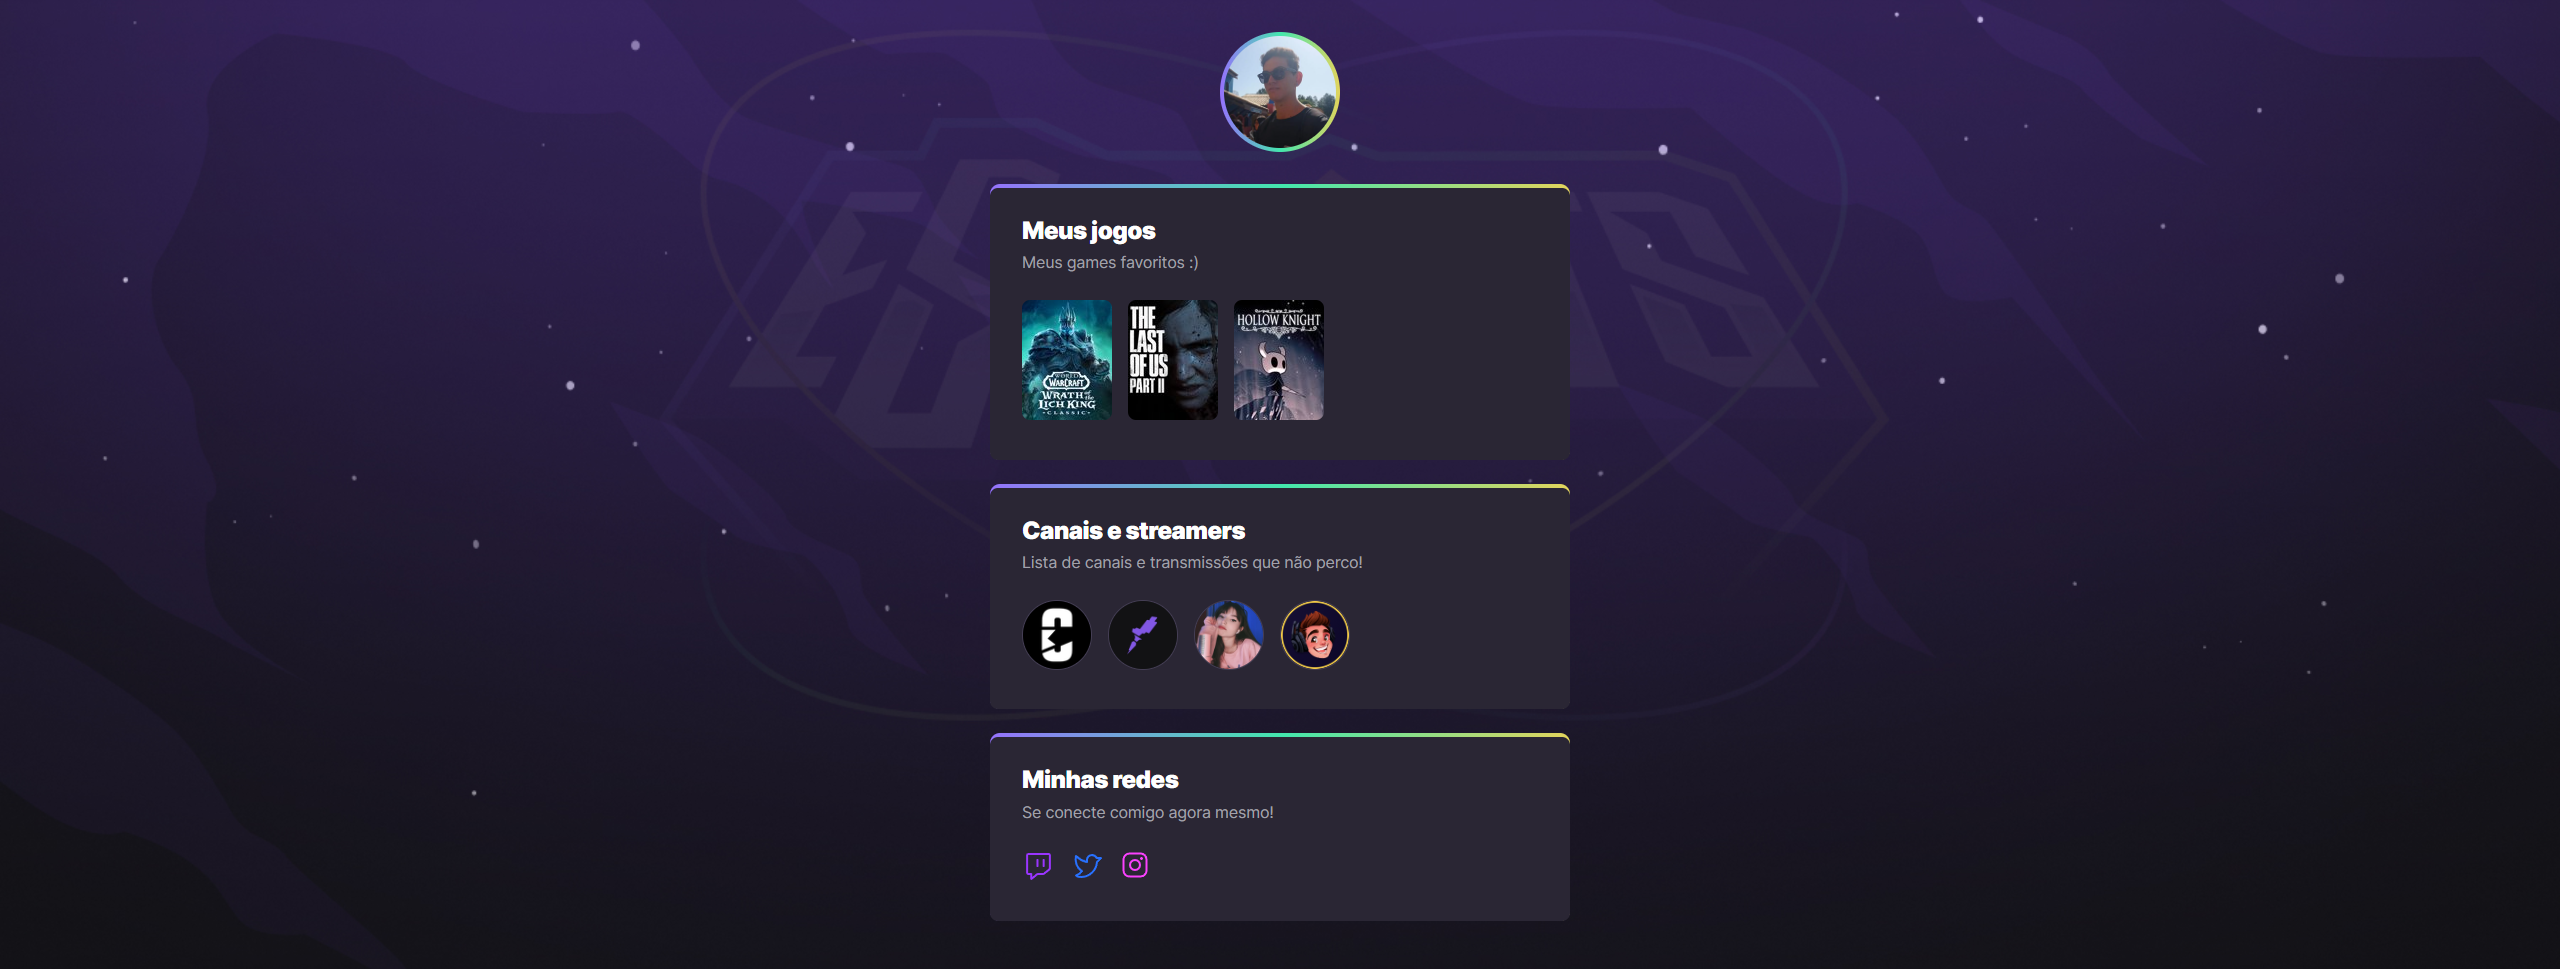 Meus jogos
Meus games favoritos :)
WORLD OF
WARCRAFT
WRATH of the
LICH KING
CLASSIC
THE
LAST
OF US
PART II
HOLLOW KNIGHT
Canais e streamers
Lista de canais e transmissões que não perco!
Minhas redes
Se conecte comigo agora mesmo!